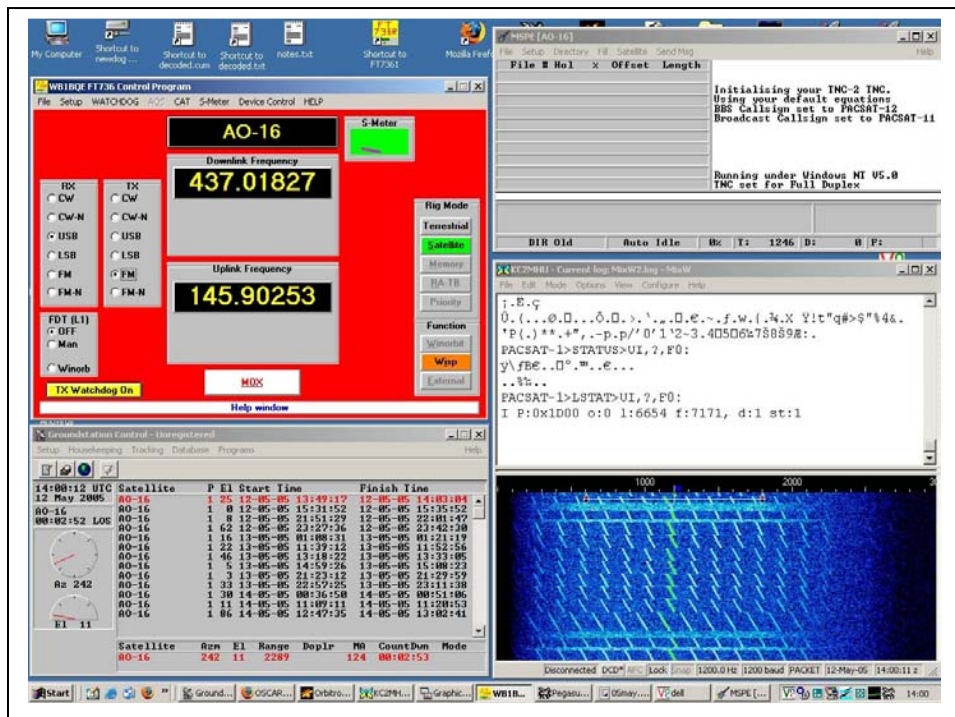 My Computer
Shortcut to newdog ...
Shortcut to decoded.com
Shortcut to decoded.txt
notes.txt
Shortcut to FT7361
Mozilla Firef
WB1BQE FT736 Control Program
File Setup WATCHDOG AQS CAT S-Meter Device Control HELP
AO-16
S-Meter
Downlink Frequency
437.01827
RX
CW
CW-N
USB
LSB
FM
FM-N
TX
CW
CW-N
USB
LSB
FM
FM-N
Uplink Frequency
145.90253
Rig Mode
Terrestrial
Satellite
Memory
HA-TB
Priority
FDT (L1)
OFF
Man
Winorb
TX Watchdog On
MOX
Function
Winorbit
Wisp
External
Help window
MSPE [AO-16]
File Setup Directory Fill Satellite Send Msg Help
File # Hol x Offset Length
Initialising your TNC-2 TNC.
Using your default equations
BBS Callsign set to PACSAT-12
Broadcast Callsign set to PACSAT-11
Running under Windows NT V5.0
TNC set for Full Duplex
DIR Old Auto Idle 0% T: 1246 D: 0 F:
KC2MHU - Current log: MixW2.log - MixW
File Edit Mode Options View Configure Help
PACSAT-1>STATUS>UI,?,F0:
PACSAT-1>LSTAT>UI,?,F0:
I P:0x1D00 o:0 l:6654 f:7171, d:1 st:1
1000 2000
Disconnected DCD* AFC Lock Snap 1200.0 Hz 1200 baud PACKET 12-May-05 14:00:11 z
Groundstation Control - Unregistered
Setup Housekeeping Tracking Database Programs Help
14:00:12 UTC
12 May 2005
AO-16
00:02:52 LOS
Az 242
El 11
Satellite P El Start Time Finish Time
AO-16 1 25 12-05-05 13:49:17 12-05-05 14:03:04
AO-16 1 0 12-05-05 15:31:52 12-05-05 15:35:52
AO-16 1 8 12-05-05 21:51:29 12-05-05 22:01:47
AO-16 1 62 12-05-05 23:27:36 12-05-05 23:42:30
AO-16 1 16 13-05-05 01:08:31 13-05-05 01:21:19
AO-16 1 22 13-05-05 11:39:12 13-05-05 11:52:56
AO-16 1 46 13-05-05 13:18:22 13-05-05 13:33:05
AO-16 1 5 13-05-05 14:59:26 13-05-05 15:08:23
AO-16 1 3 13-05-05 21:23:12 13-05-05 21:29:59
AO-16 1 33 13-05-05 22:57:25 13-05-05 23:11:38
AO-16 1 30 14-05-05 00:36:50 14-05-05 00:51:06
AO-16 1 11 14-05-05 11:09:11 14-05-05 11:20:53
AO-16 1 86 14-05-05 12:47:35 14-05-05 13:02:41
Satellite Azm El Range Doplr MA CountDwn Mode
AO-16 242 11 2289 124 00:02:53
Start Ground... OSCAR... Orbitro... KC2MH... Graphic... WB1B... Pegasu... 05may.... dell MSPE [... 14:00